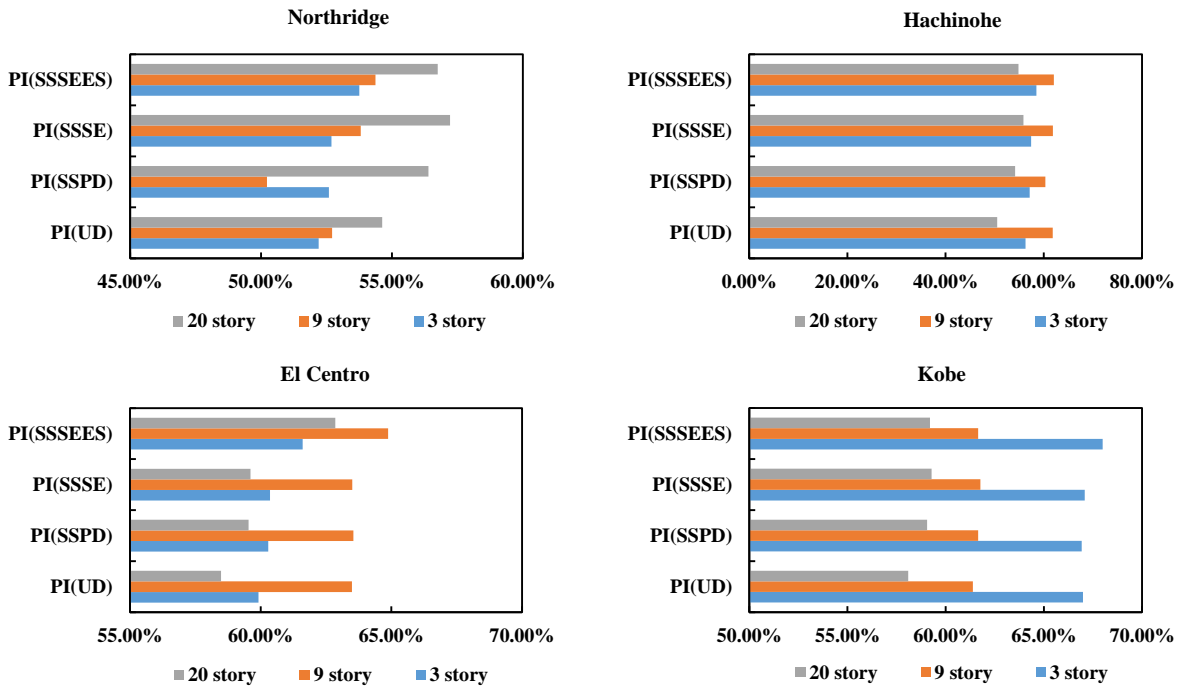 Northridge
PI(SSSEES)
PI(SSSE)
PI(SSPD)
PI(UD)
45.00% 50.00% 55.00% 60.00%
20 story 9 story 3 story
Hachinohe
PI(SSSEES)
PI(SSSE)
PI(SSPD)
PI(UD)
0.00% 20.00% 40.00% 60.00% 80.00%
20 story 9 story 3 story
El Centro
PI(SSSEES)
PI(SSSE)
PI(SSPD)
PI(UD)
55.00% 60.00% 65.00% 70.00%
20 story 9 story 3 story
Kobe
PI(SSSEES)
PI(SSSE)
PI(SSPD)
PI(UD)
50.00% 55.00% 60.00% 65.00% 70.00%
20 story 9 story 3 story